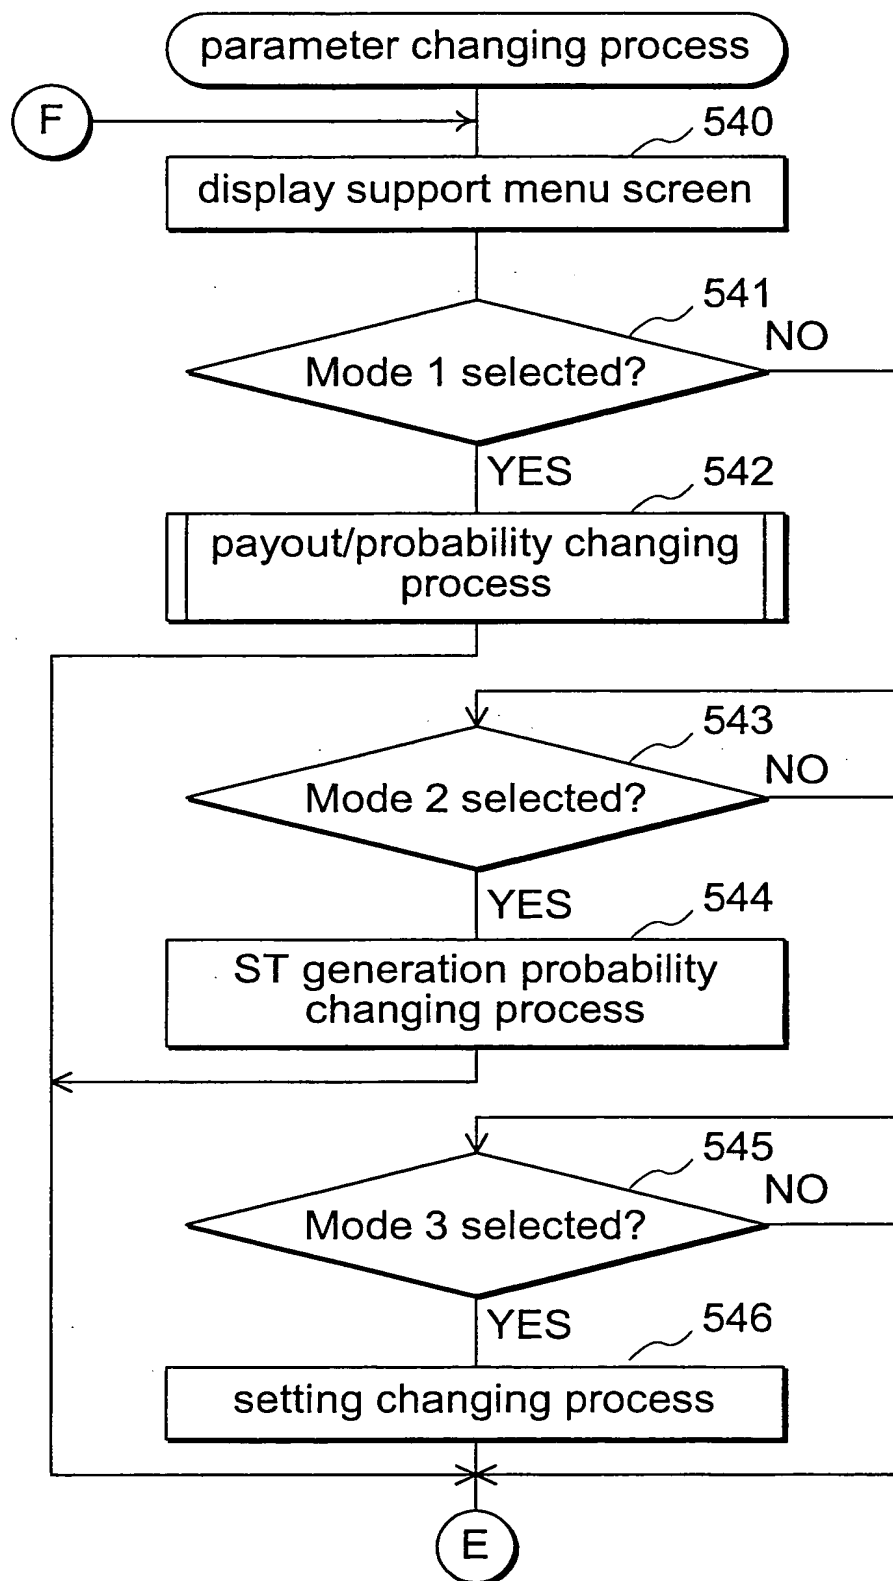 parameter changing process
F
540
display support menu screen
541
NO
Mode 1 selected?
YES
542
payout/probability changing
process
543
NO
Mode 2 selected?
YES
544
ST generation probability
changing process
545
NO
Mode 3 selected?
YES
546
setting changing process
E